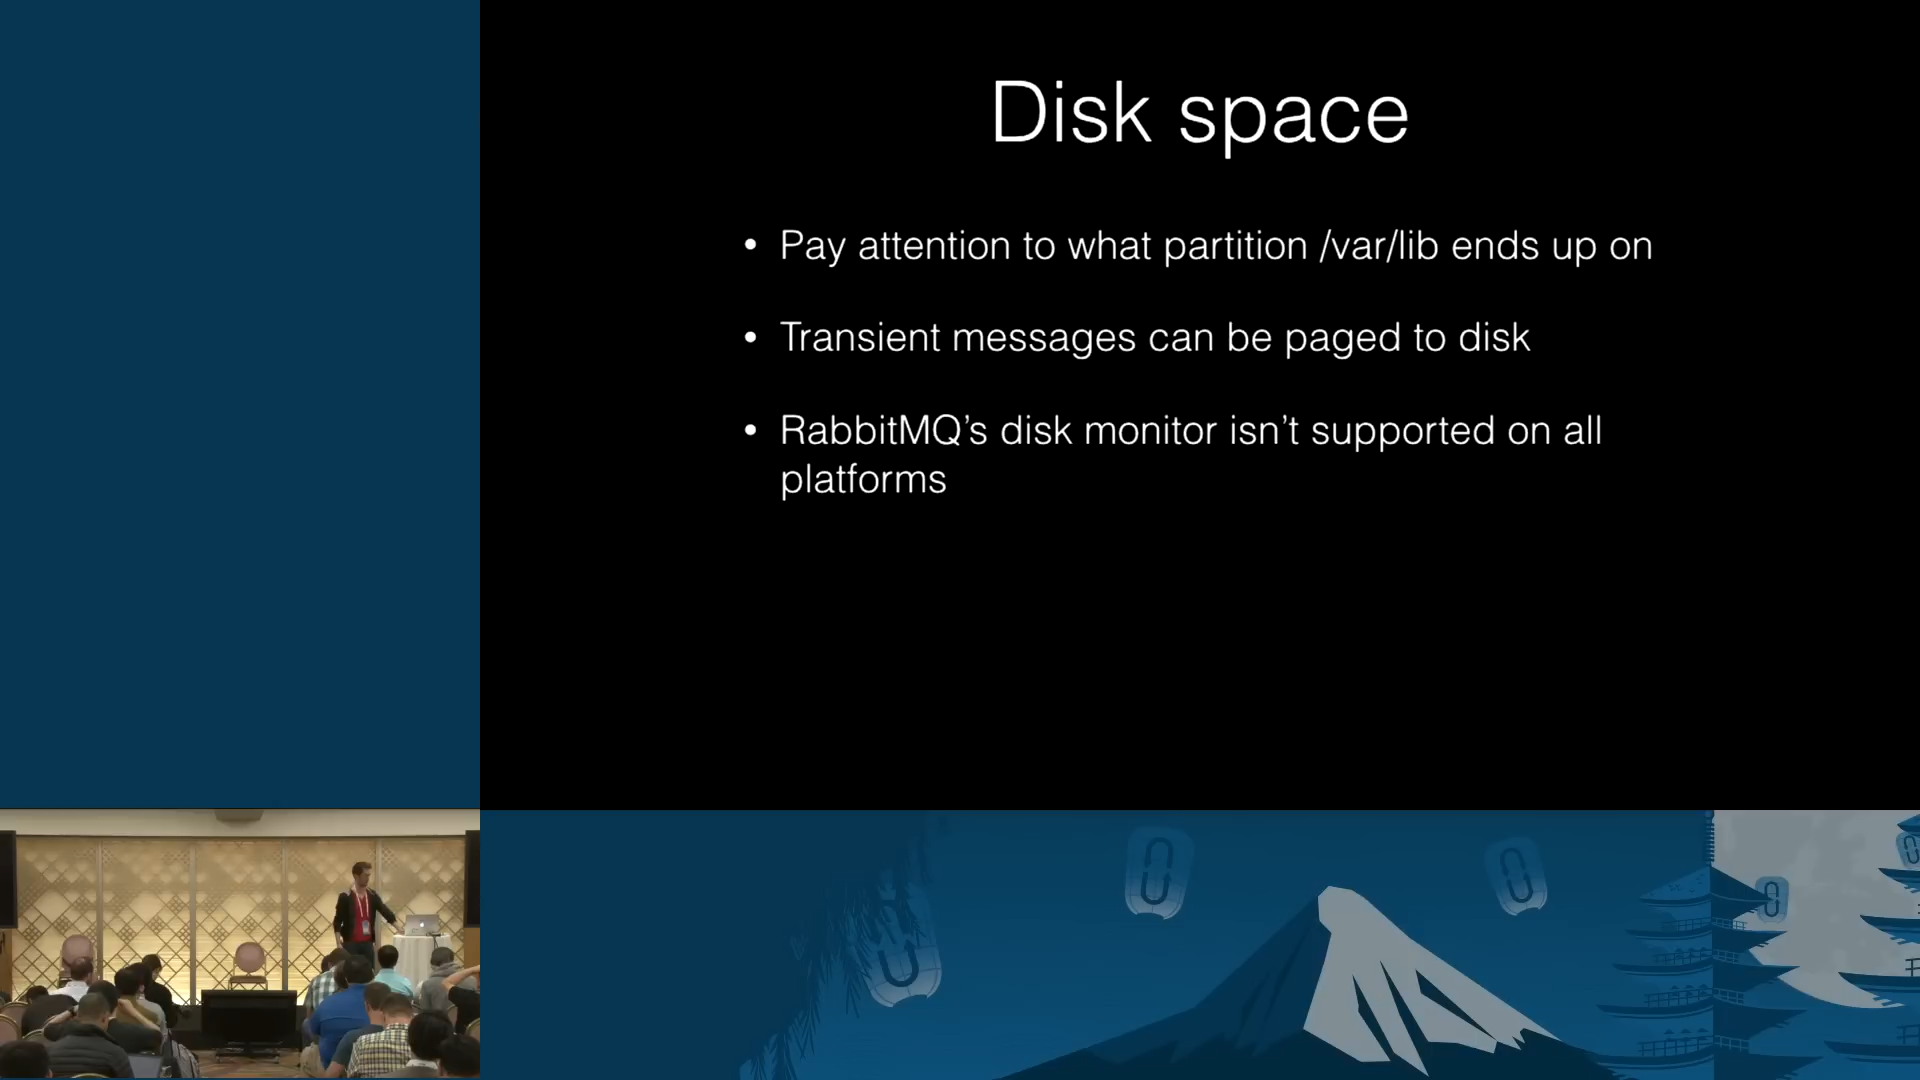 Disk space
• Pay attention to what partition /var/lib ends up on
• Transient messages can be paged to disk
• RabbitMQ’s disk monitor isn’t supported on all
platforms